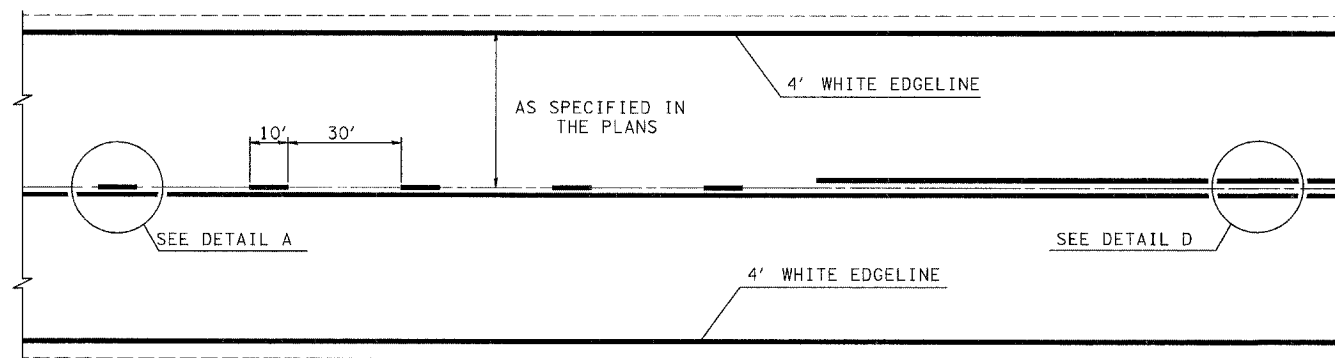 4' WHITE EDGELINE
AS SPECIFIED IN
THE PLANS
10' 30'
SEE DETAIL A
SEE DETAIL D
4' WHITE EDGELINE